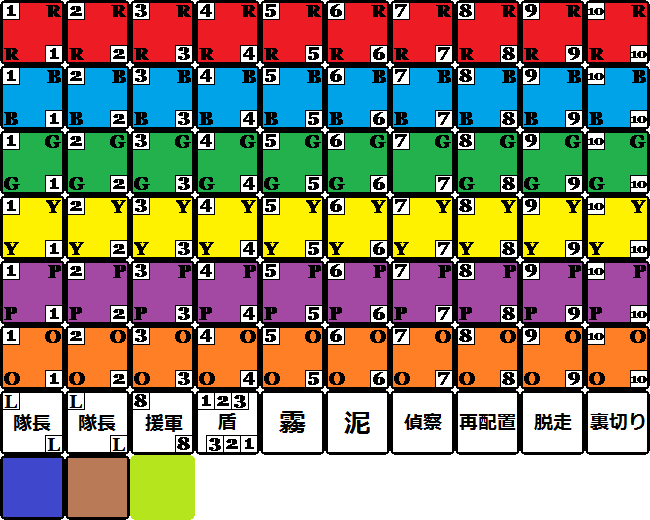 1 R 2 R 3 R 4 R 5 R 6 R 7 R 8 R 9 R 10 R
R 1 R 2 R 3 R 4 R 5 R 6 R 7 R 8 R 9 R 10
1 B 2 B 3 B 4 B 5 B 6 B 7 B 8 B 9 B 10 B
B 1 B 2 B 3 B 4 B 5 B 6 B 7 B 8 B 9 B 10
1 G 2 G 3 G 4 G 5 G 6 G 7 G 8 G 9 G 10 G
G 1 G 2 G 3 G 4 G 5 G 6 G 7 G 8 G 9 G 10
1 Y 2 Y 3 Y 4 Y 5 Y 6 Y 7 Y 8 Y 9 Y 10 Y
Y 1 Y 2 Y 3 Y 4 Y 5 Y 6 Y 7 Y 8 Y 9 Y 10
1 P 2 P 3 P 4 P 5 P 6 P 7 P 8 P 9 P 10 P
P 1 P 2 P 3 P 4 P 5 P 6 P 7 P 8 P 9 P 10
1 O 2 O 3 O 4 O 5 O 6 O 7 O 8 O 9 O 10 O
O 1 O 2 O 3 O 4 O 5 O 6 O 7 O 8 O 9 O 10
L L 8 1 2 3
隊長 隊長 援軍 盾 霧 泥 偵察 再配置 脱走 裏切り
L L 8 3 2 1